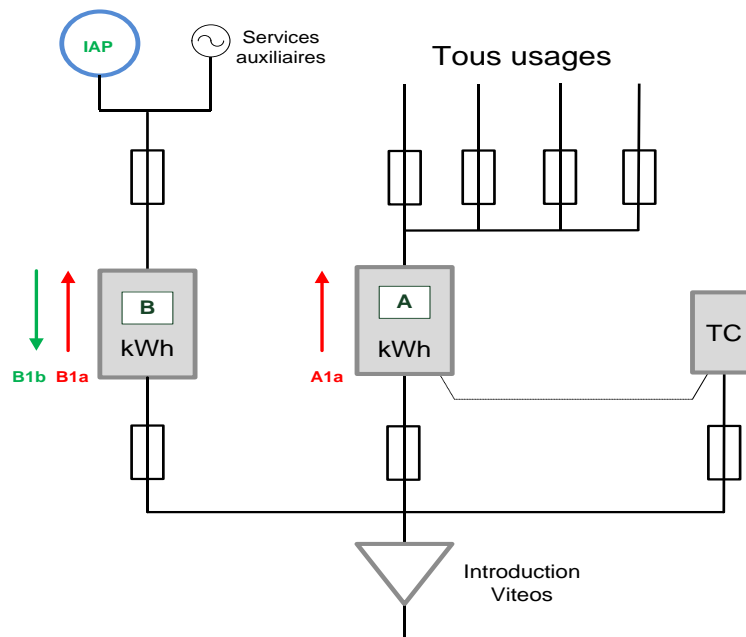 IAP
Services
auxiliaires
Tous usages
B
kWh
A
kWh
TC
B1b
B1a
A1a
Introduction
Viteos